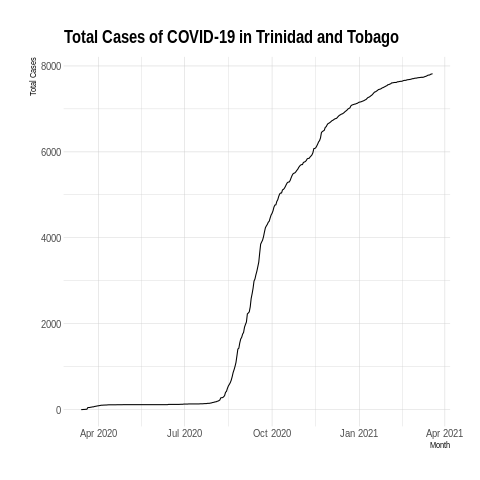 Total Cases of COVID-19 in Trinidad and Tobago
Total Cases
8000
6000
4000
2000
0
Apr 2020 Jul 2020 Oct 2020 Jan 2021 Apr 2021
Month